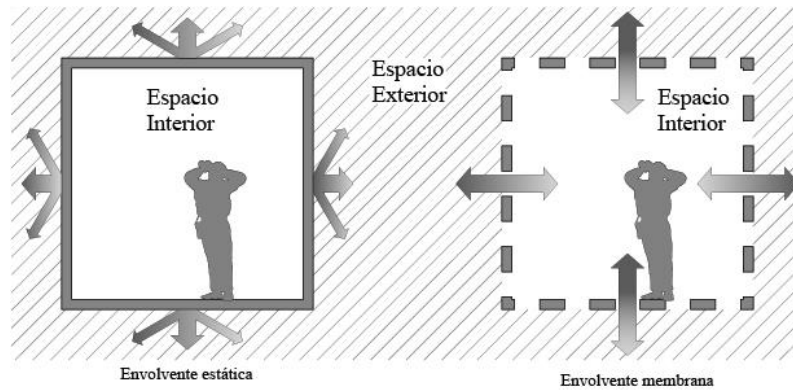 Espacio
Interior
Espacio
Exterior
Espacio
Interior
Envolvente estática
Envolvente membrana